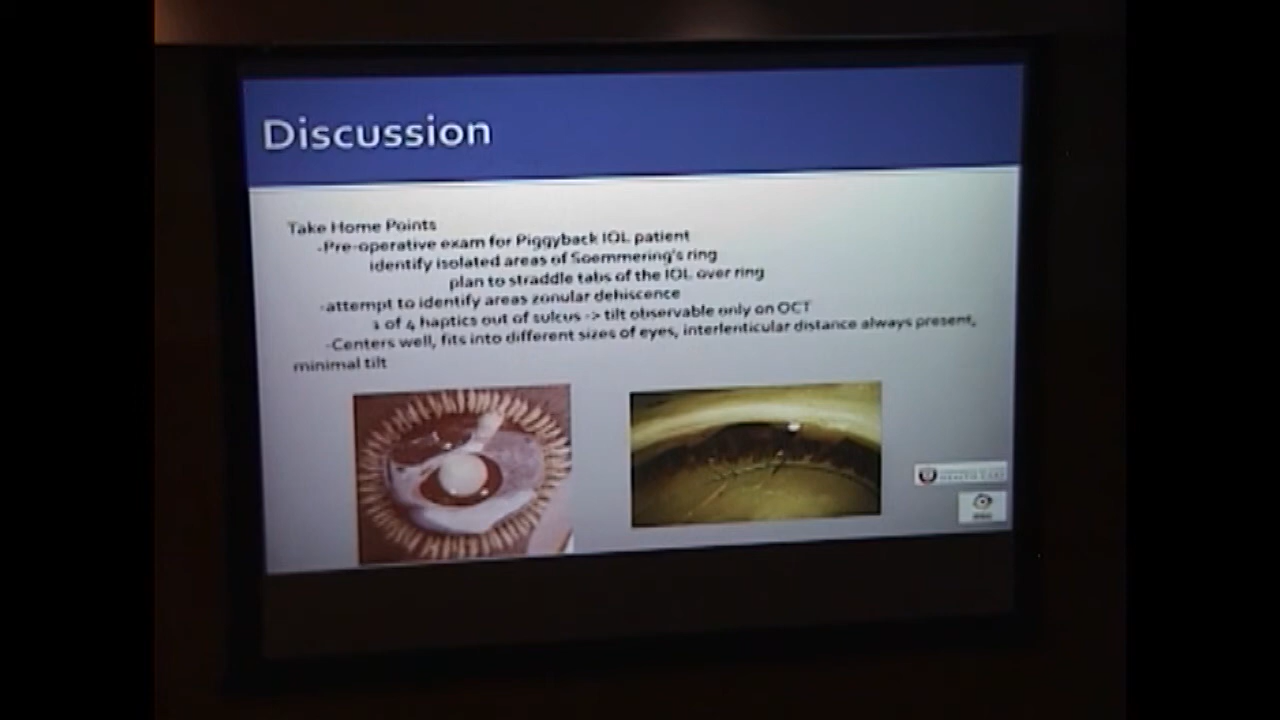 Discussion
Take Home Points
-Pre-operative exam for Piggyback IOL patient
identify isolated areas of Soemmering's ring
plan to straddle tabs of the IOL over ring
-attempt to identify areas zonular dehiscence
1 of 4 haptics out of sulcus -> tilt observable only on OCT
-Centers well, fits into different sizes of eyes, interlenticular distance always present,
minimal tilt
HEALTH CARE